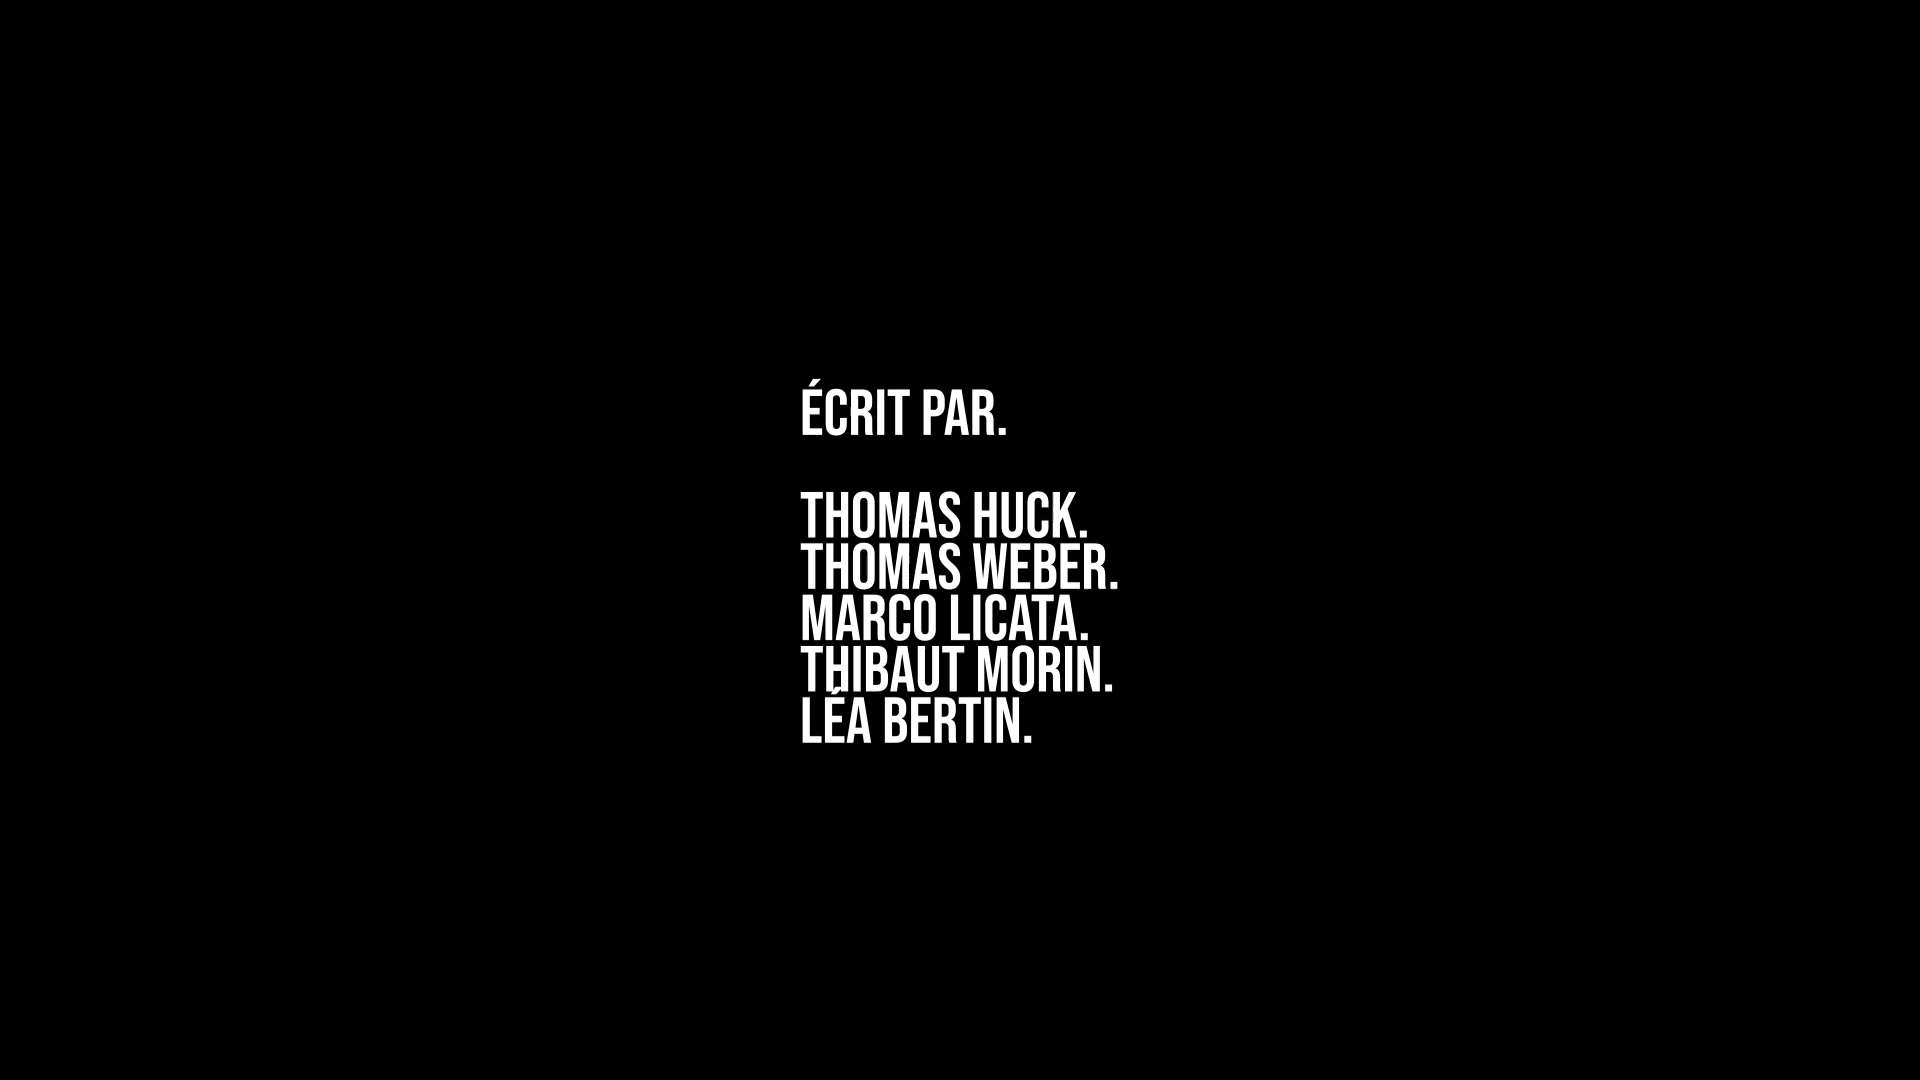 ÉCRIT PAR.
THOMAS HUCK.
THOMAS WEBER.
MARCO LICATA.
THIBAUT MORIN.
LÉA BERTIN.